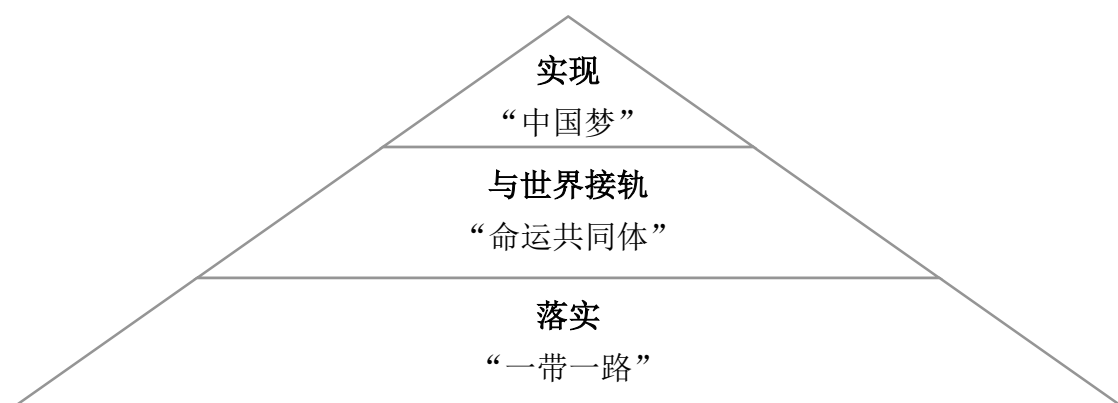 实现
“中国梦”
与世界接轨
“命运共同体”
落实
“一带一路”